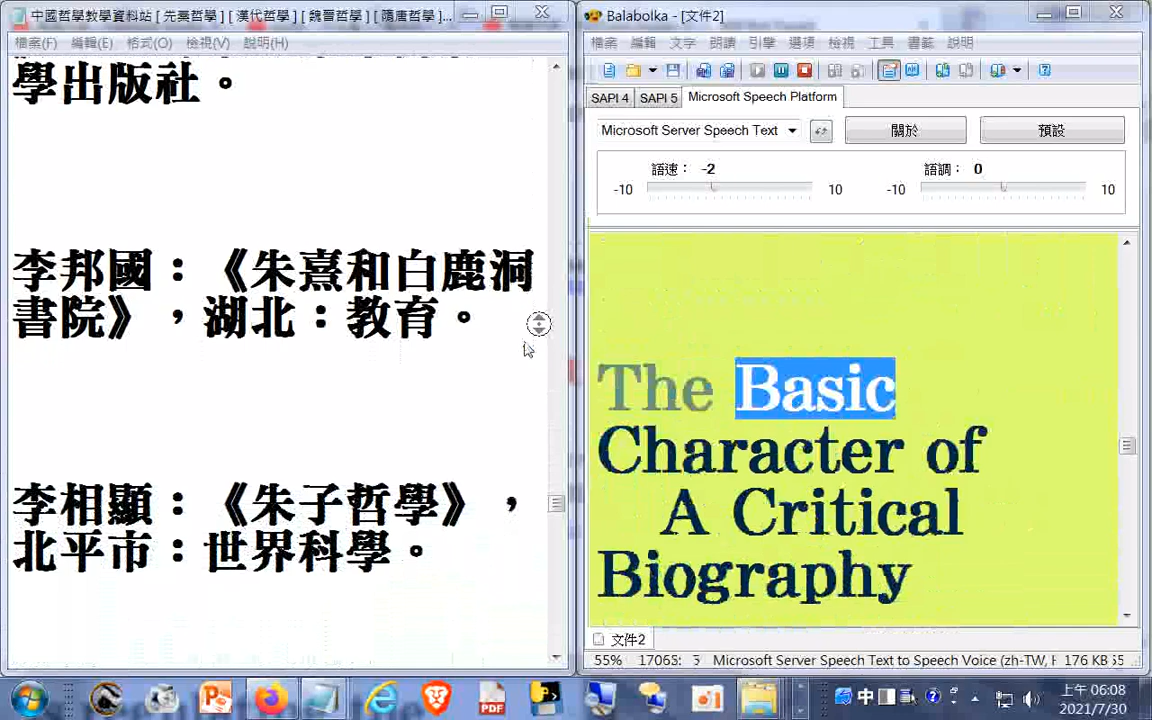 中國哲學教學資料站 [ 先秦哲學 ] [ 漢代哲學 ] [ 魏晉哲學 ] [ 隋唐哲學 ]...
檔案(F) 編輯(E) 格式(O) 檢視(V) 說明(H)
學出版社。
李邦國：《朱熹和白鹿洞
書院》，湖北：教育。
李相顯：《朱子哲學》，
北平市：世界科學。
Balabolka - [文件2]
檔案 編輯 文字 朗讀 引擎 選項 檢視 工具 書籤 說明
SAPI 4 SAPI 5 Microsoft Speech Platform
Microsoft Server Speech Text 關於 預設
語速： -2 語調： 0
-10 10 -10 10
The Basic
Character of
A Critical
Biography
文件2
55% 17065: Microsoft Server Speech Text to Speech Voice (zh-TW, 176 KB
中 上午 06:08
2021/7/30